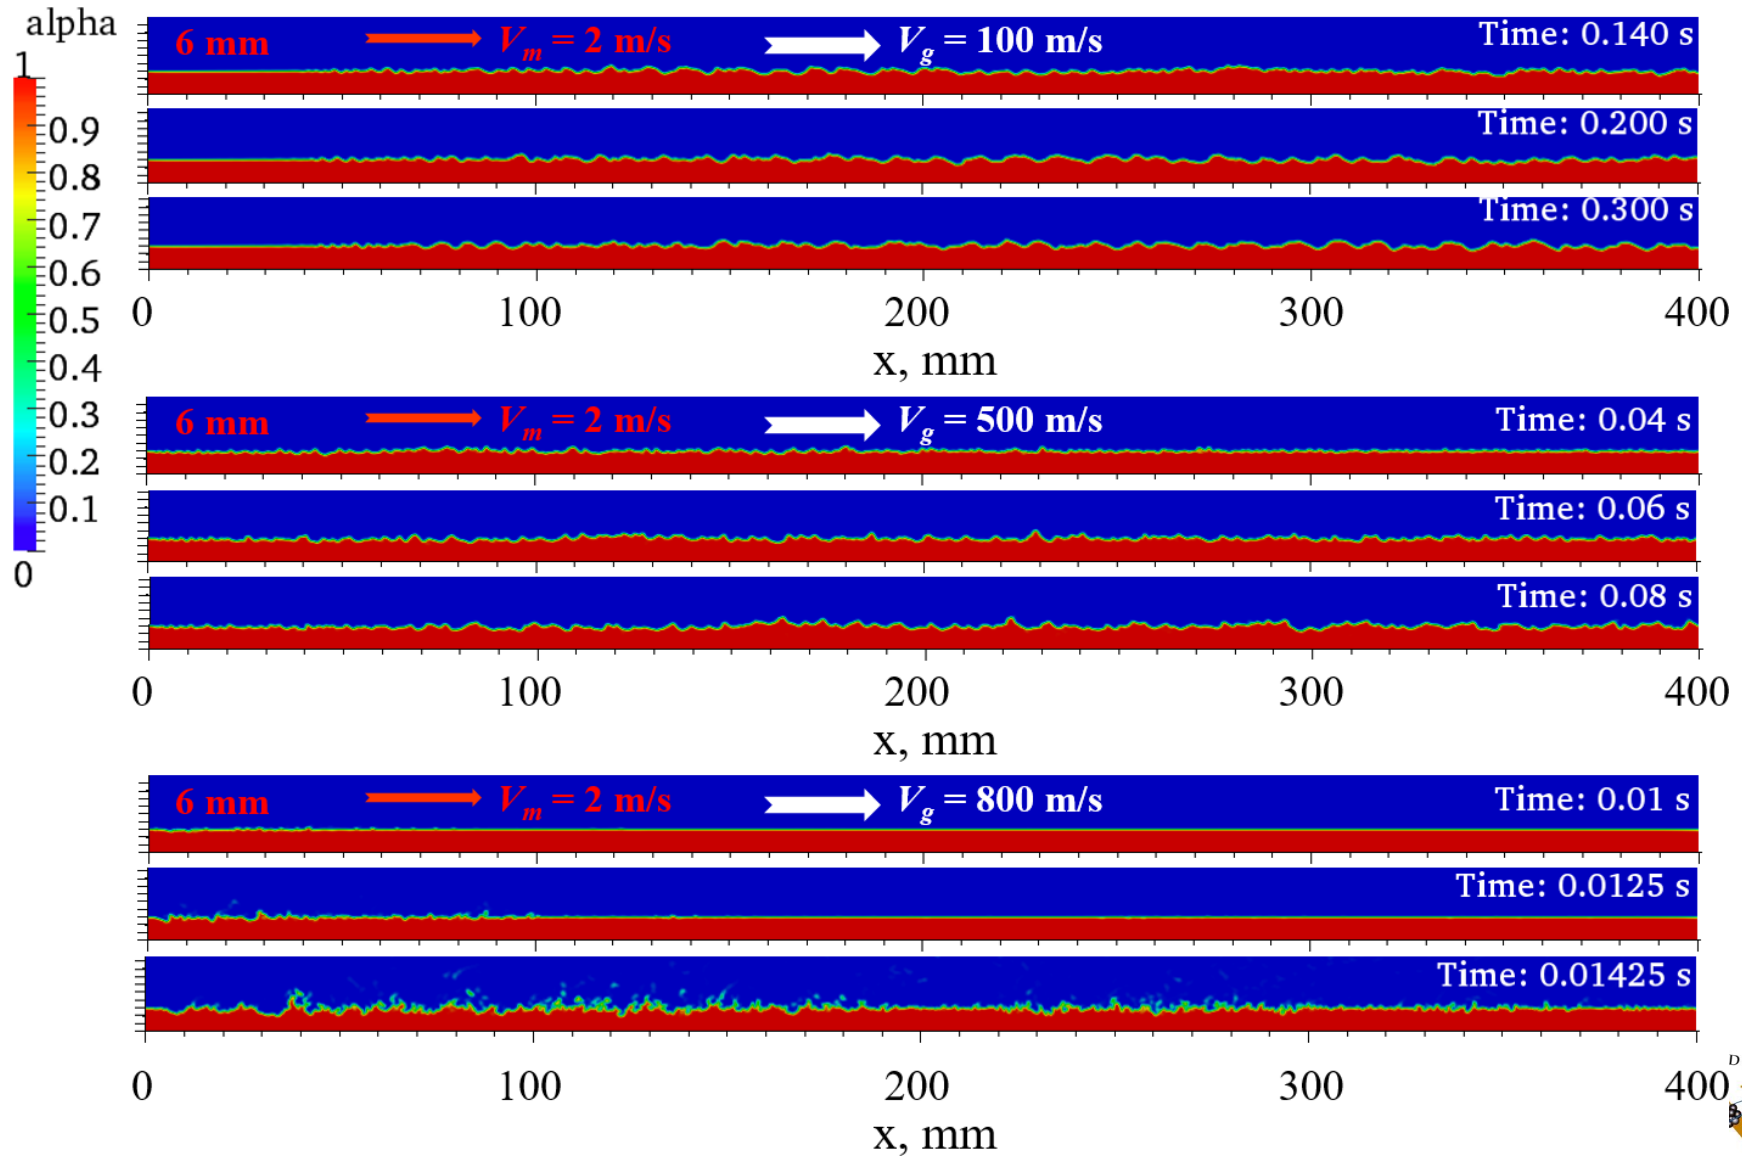 alpha
1
0.9
0.8
0.7
0.6
0.5
0.4
0.3
0.2
0.1
0
6 mm V_m = 2 m/s V_g = 100 m/s Time: 0.140 s
Time: 0.200 s
Time: 0.300 s
0 100 200 300 400
x, mm
6 mm V_m = 2 m/s V_g = 500 m/s Time: 0.04 s
Time: 0.06 s
Time: 0.08 s
0 100 200 300 400
x, mm
6 mm V_m = 2 m/s V_g = 800 m/s Time: 0.01 s
Time: 0.0125 s
Time: 0.01425 s
0 100 200 300 400
x, mm
D